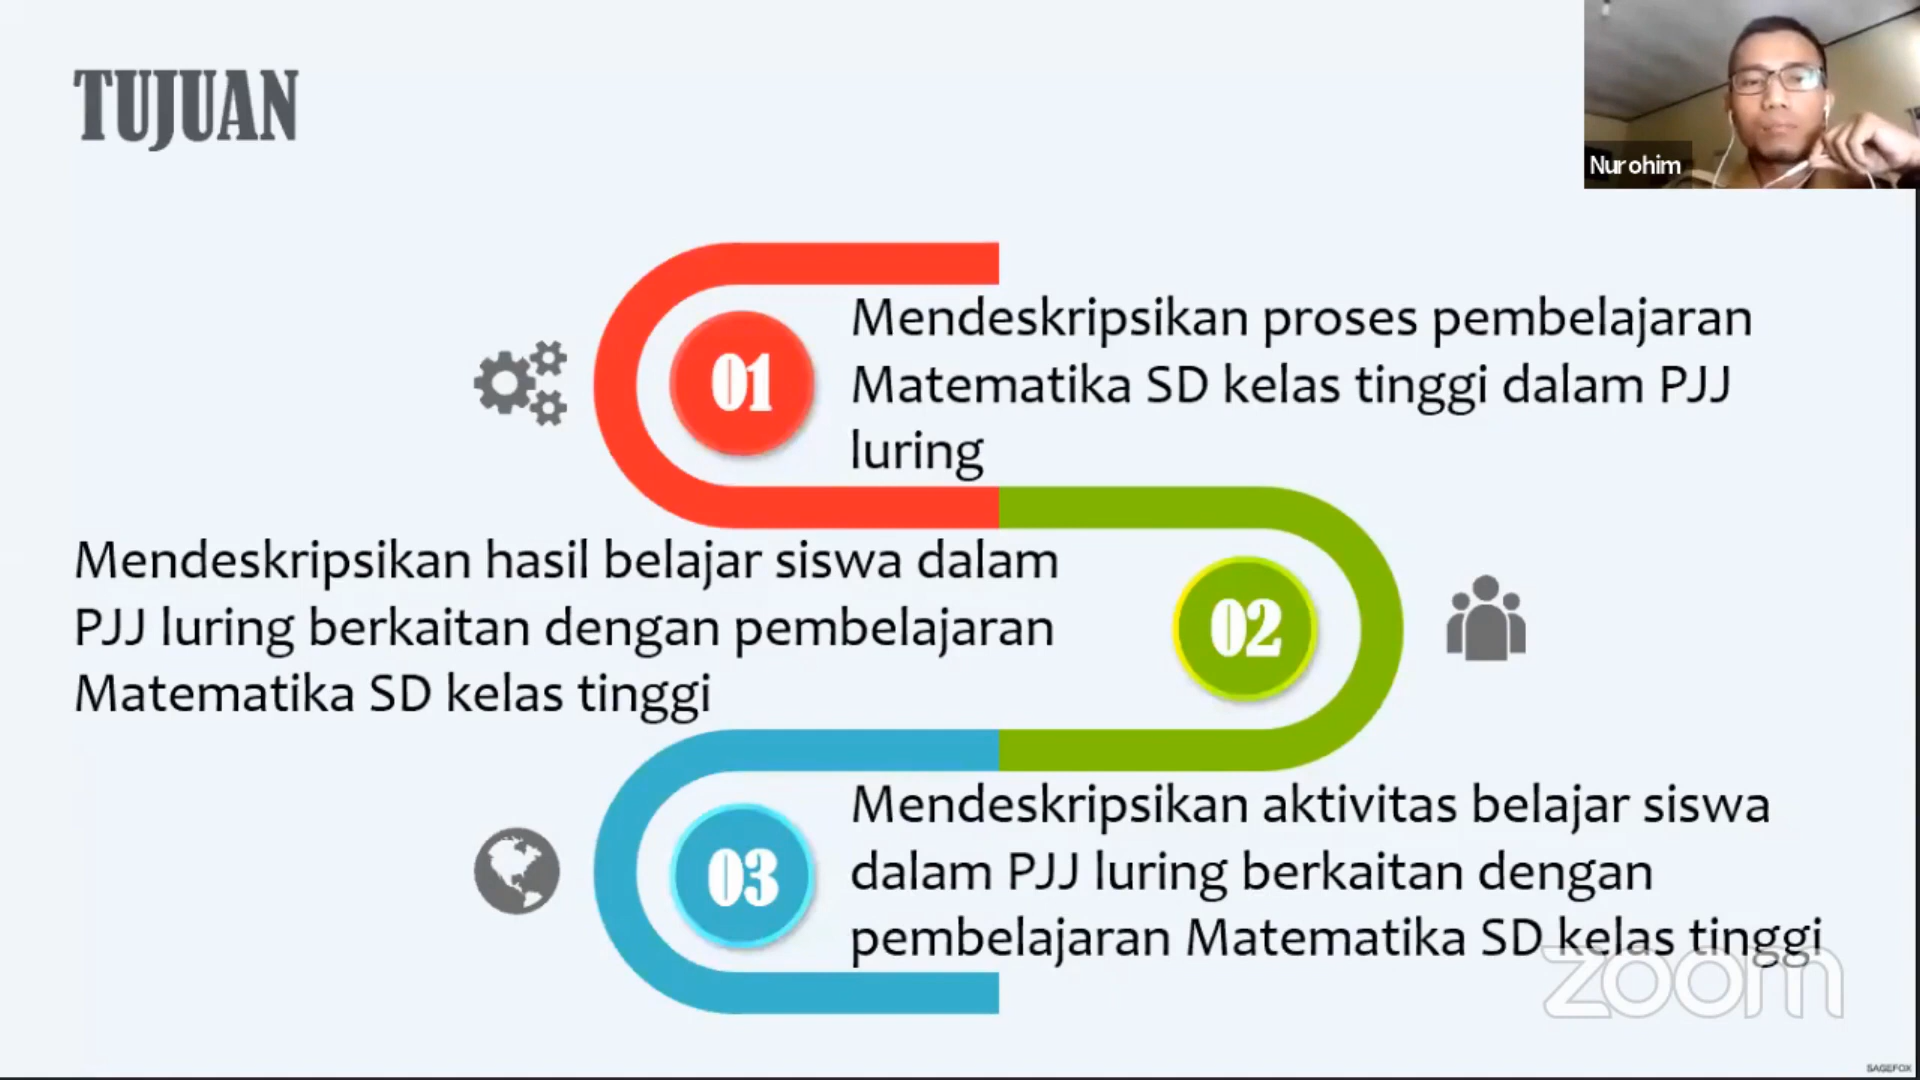 TUJUAN
Nurohim
01
Mendeskripsikan proses pembelajaran
Matematika SD kelas tinggi dalam PJJ
luring
Mendeskripsikan hasil belajar siswa dalam
PJJ luring berkaitan dengan pembelajaran
Matematika SD kelas tinggi
02
03
Mendeskripsikan aktivitas belajar siswa
dalam PJJ luring berkaitan dengan
pembelajaran Matematika SD kelas tinggi
zoom
SAGEFOX